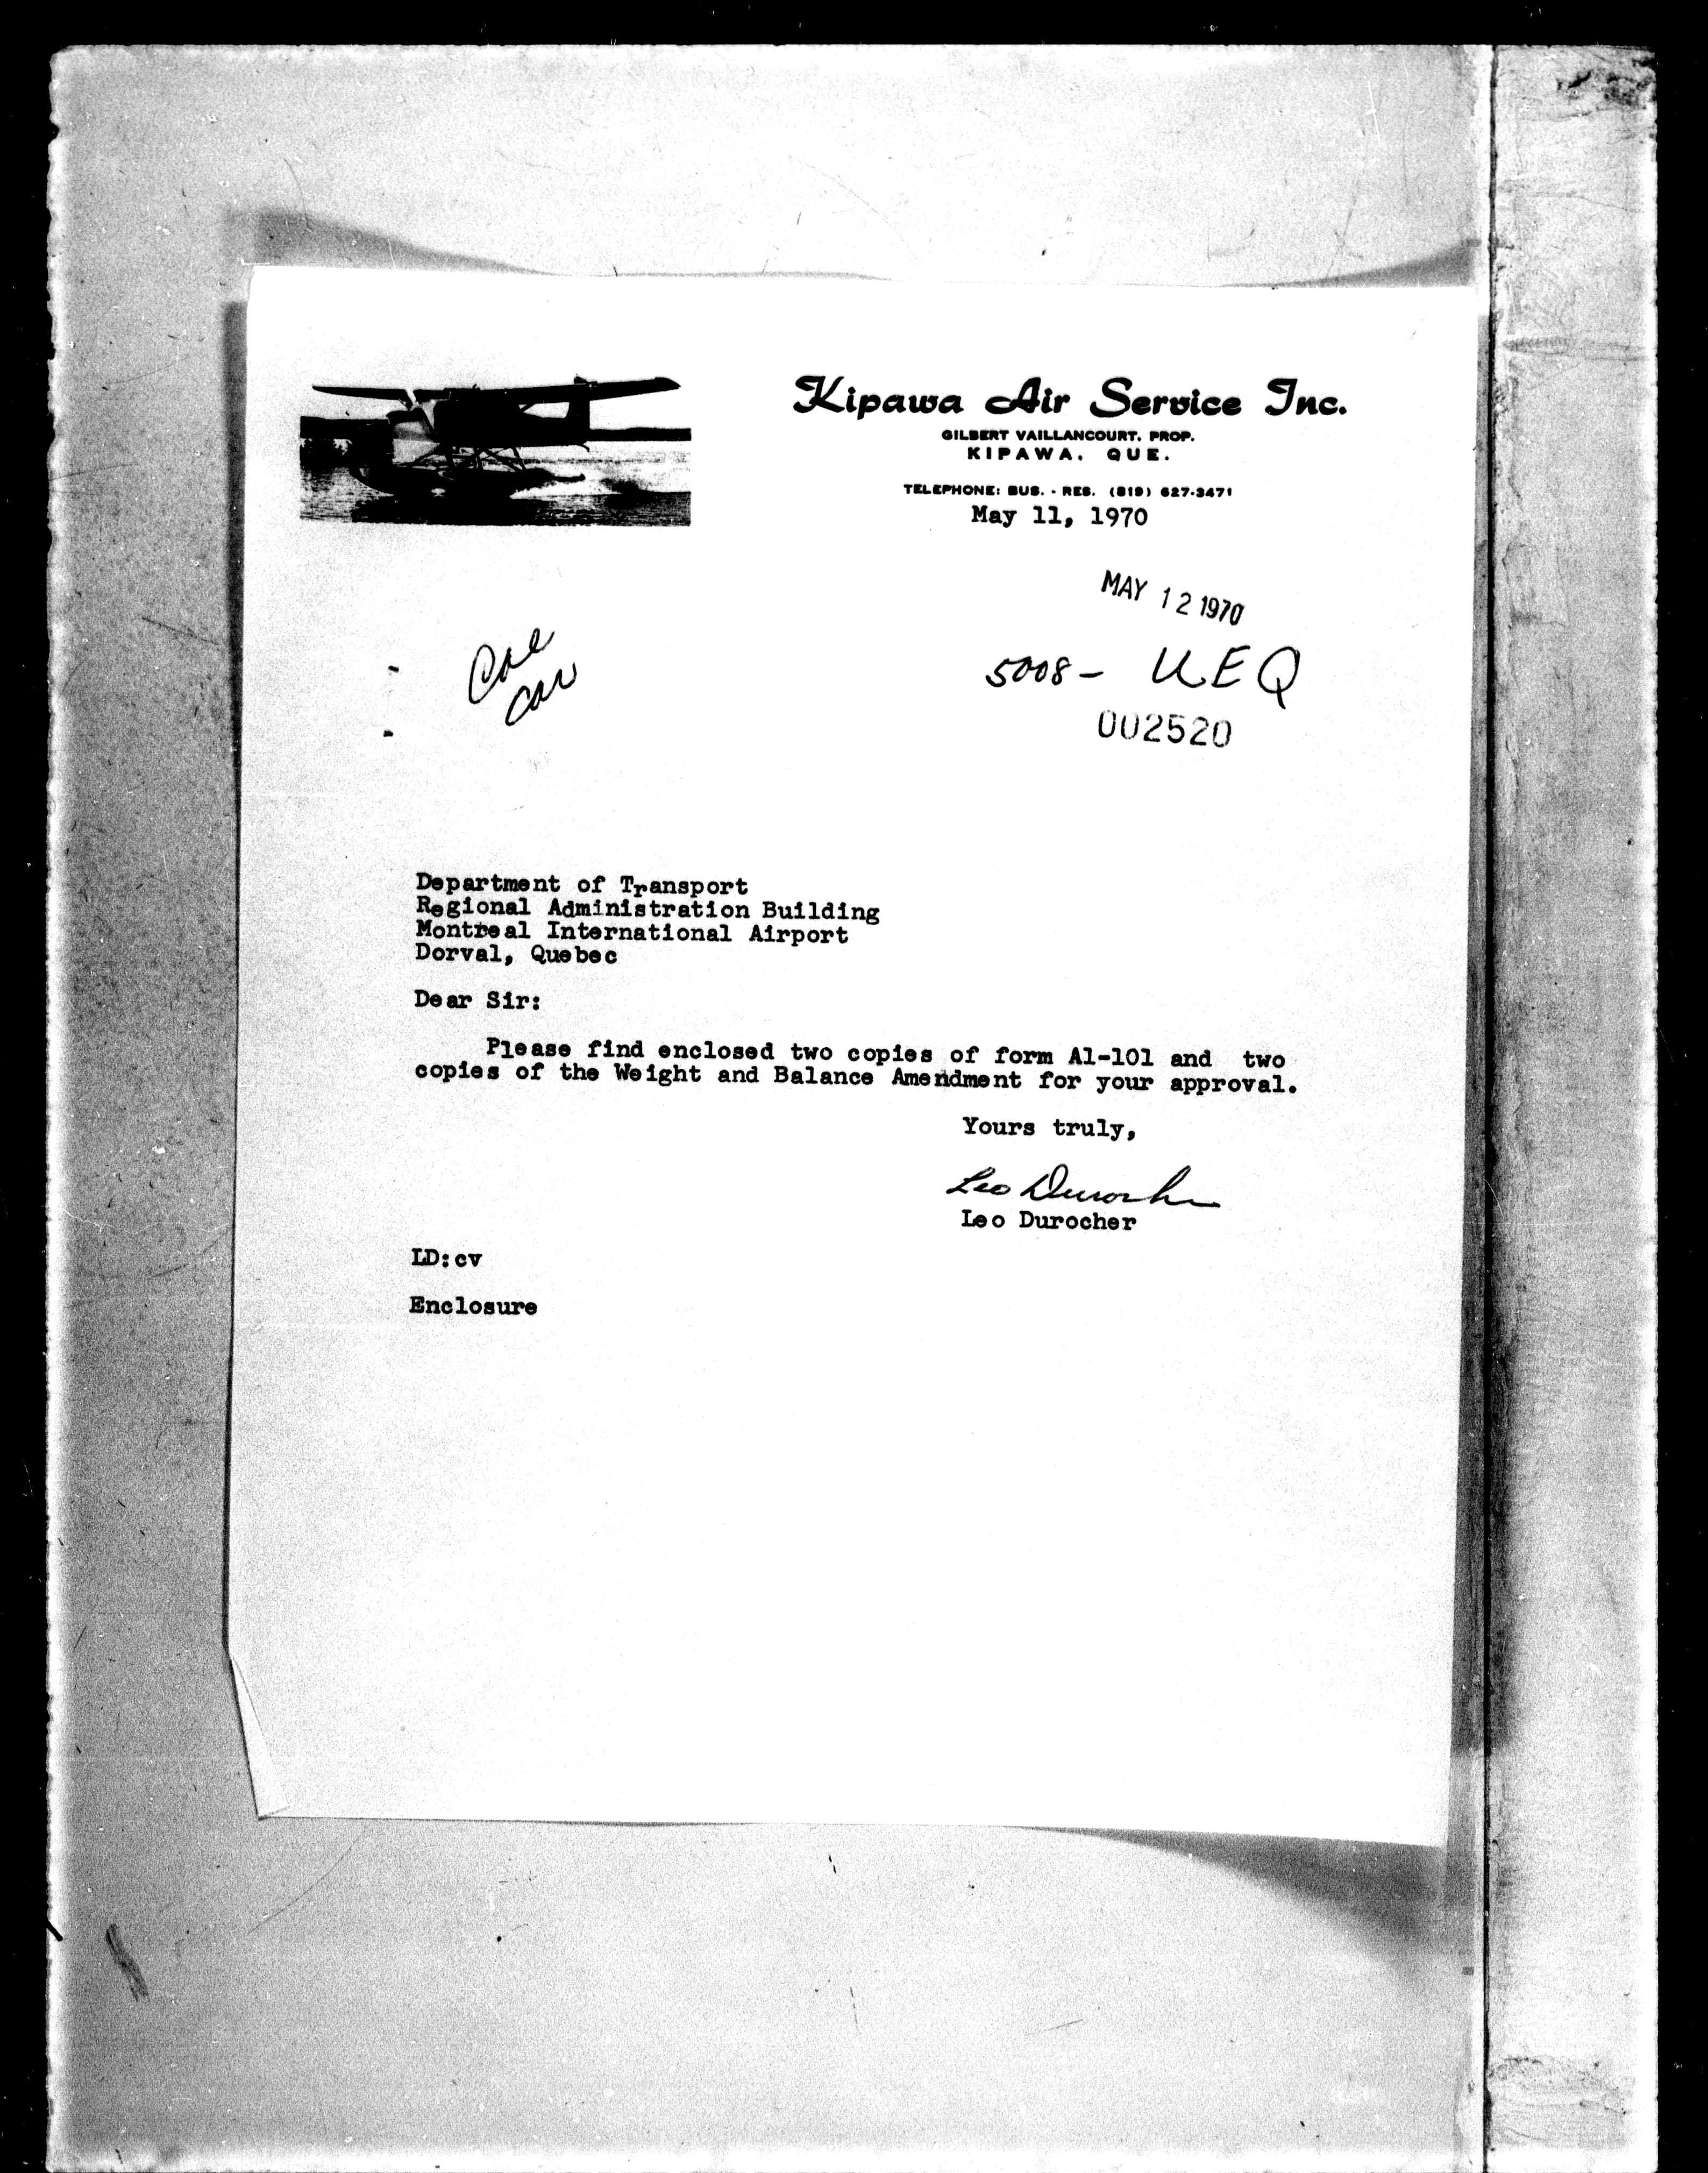 Kipawa Air Service Inc.
GILBERT VAILLANCOURT. PROP.
KIPAWA. QUE.
TELEPHONE: BUS. - RES. (819) 627-3471
May 11, 1970
MAY 12 1970
5008 - UEQ
002520
Department of Transport
Regional Administration Building
Montreal International Airport
Dorval, Quebec
Dear Sir:
Please find enclosed two copies of form A1-101 and two
copies of the Weight and Balance Amendment for your approval.
Yours truly,
Leo Durocher
Leo Durocher
LD:cv
Enclosure